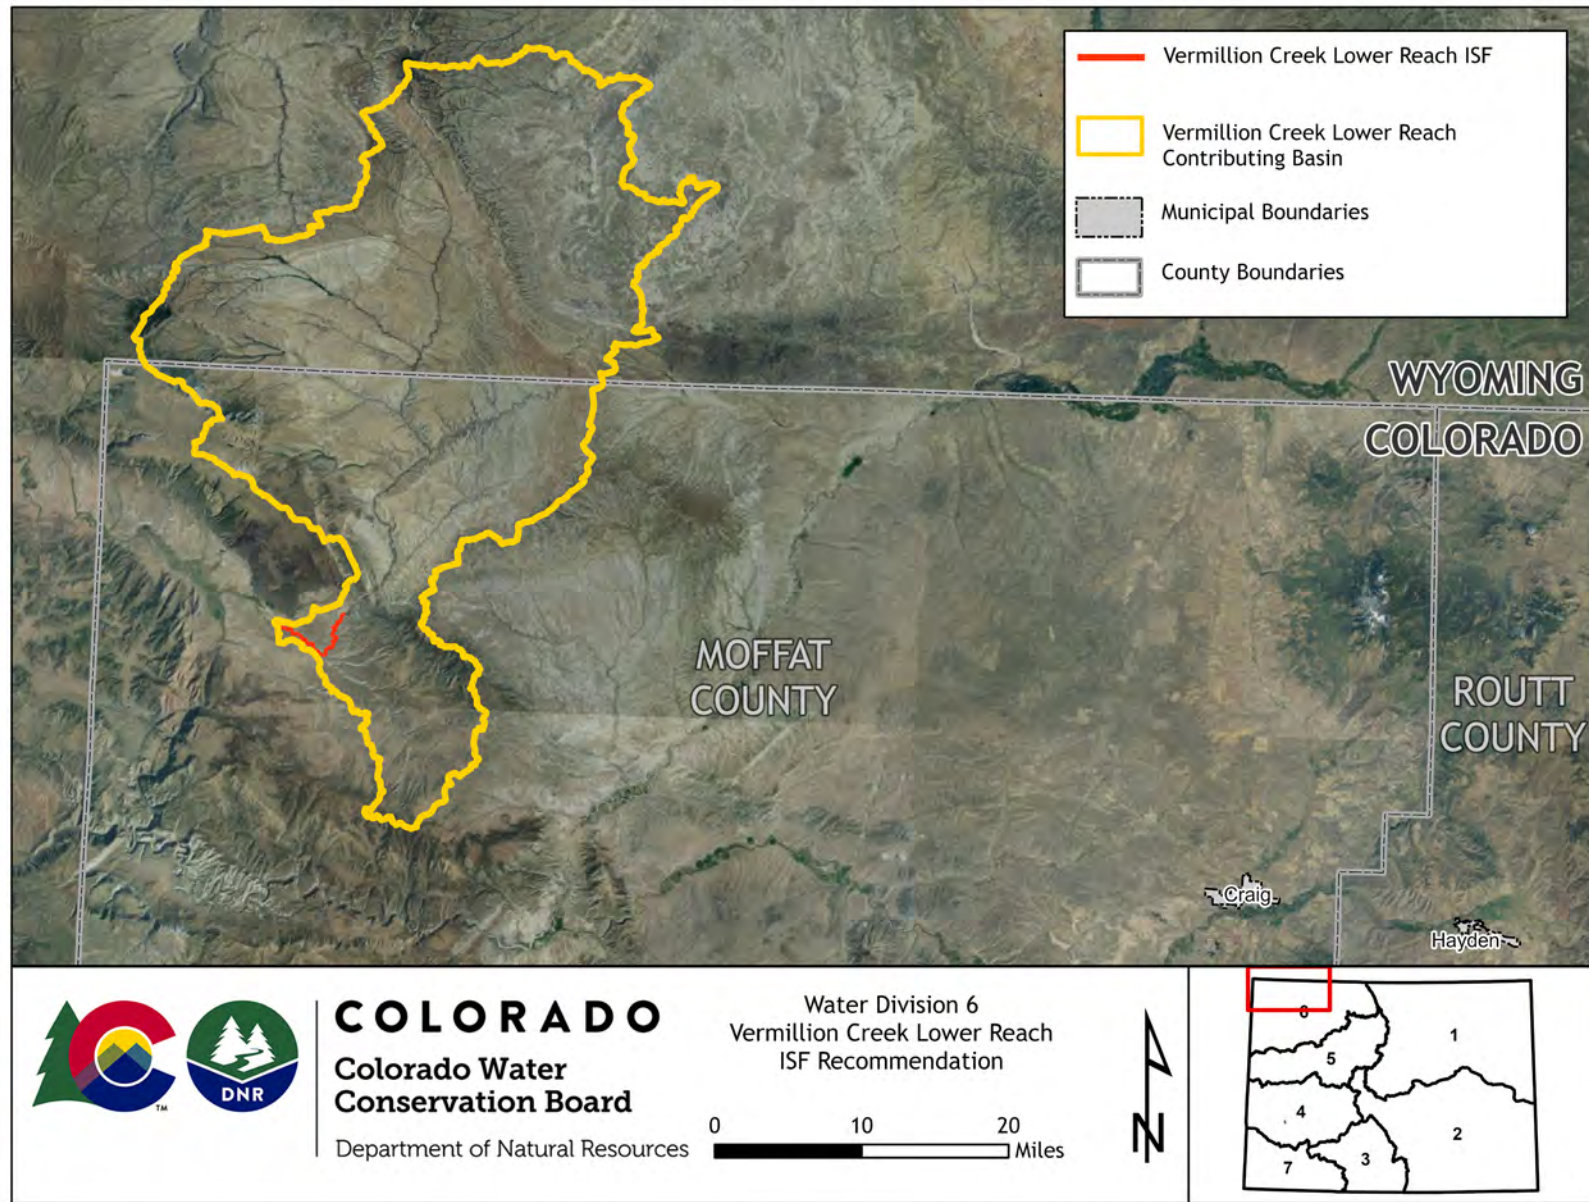 Vermillion Creek Lower Reach ISF
Vermillion Creek Lower Reach
Contributing Basin
Municipal Boundaries
County Boundaries
WYOMING
COLORADO
MOFFAT
COUNTY
ROUTT
COUNTY
Craig
Hayden
DNR
TM
COLORADO
Colorado Water
Conservation Board
Department of Natural Resources
Water Division 6
Vermillion Creek Lower Reach
ISF Recommendation
0 10 20
Miles
N
6
1
5
4
2
3
7